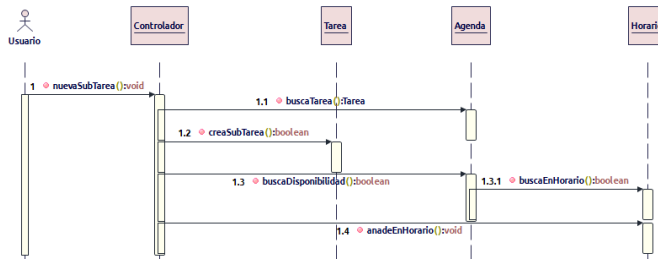 Controlador
Tarea
Agenda
Horario
Usuario
1 nuevaSubTarea():void
1.1 buscaTarea():Tarea
1.2 creaSubTarea():boolean
1.3 buscaDisponibilidad():boolean
1.3.1 buscaEnHorario():boolean
1.4 anadeEnHorario():void